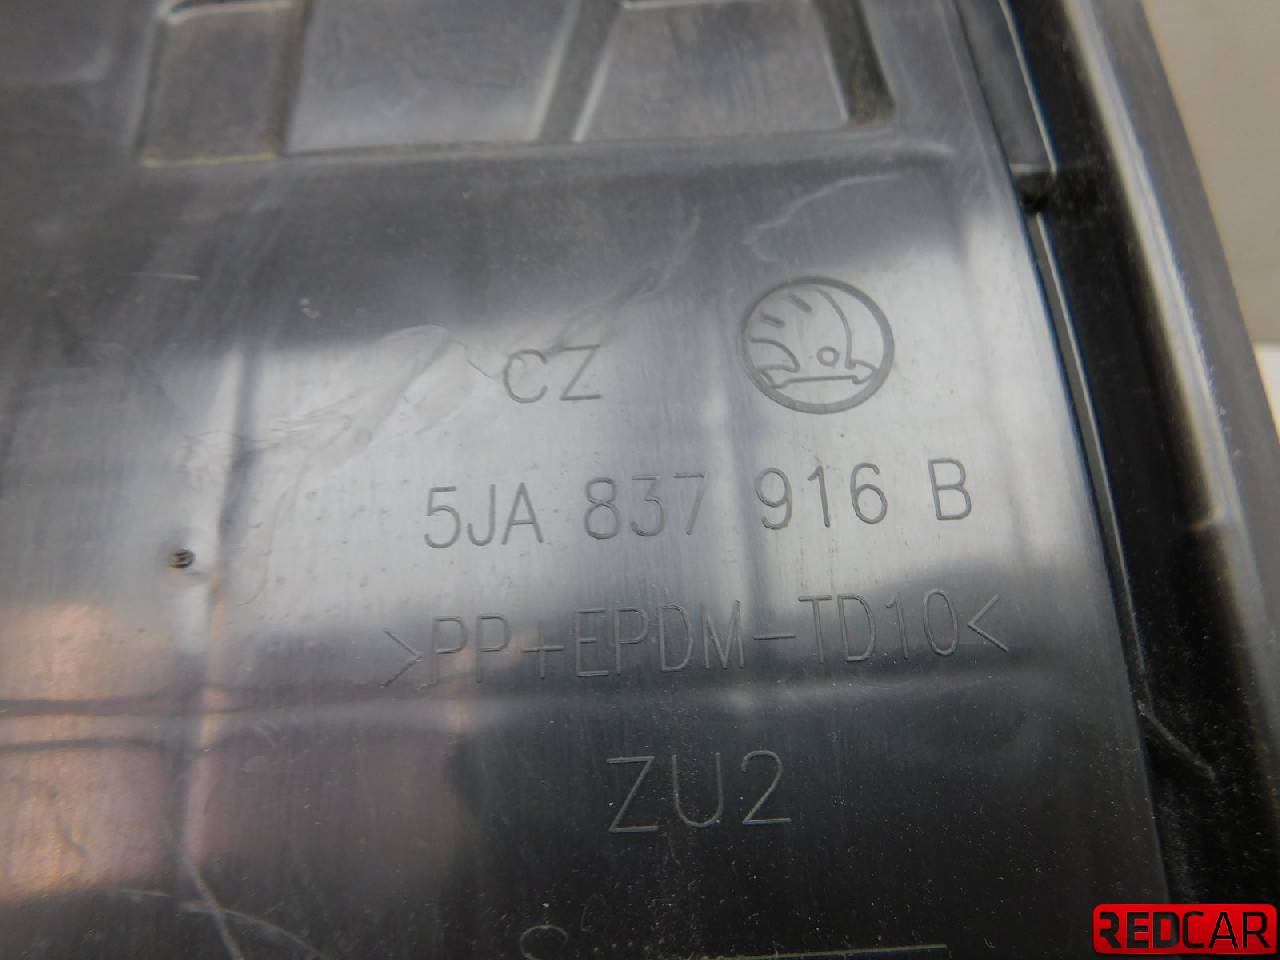 CZ
5JA 837 916 B
>PP+EPDM-TD10<
ZU2
REDCAR